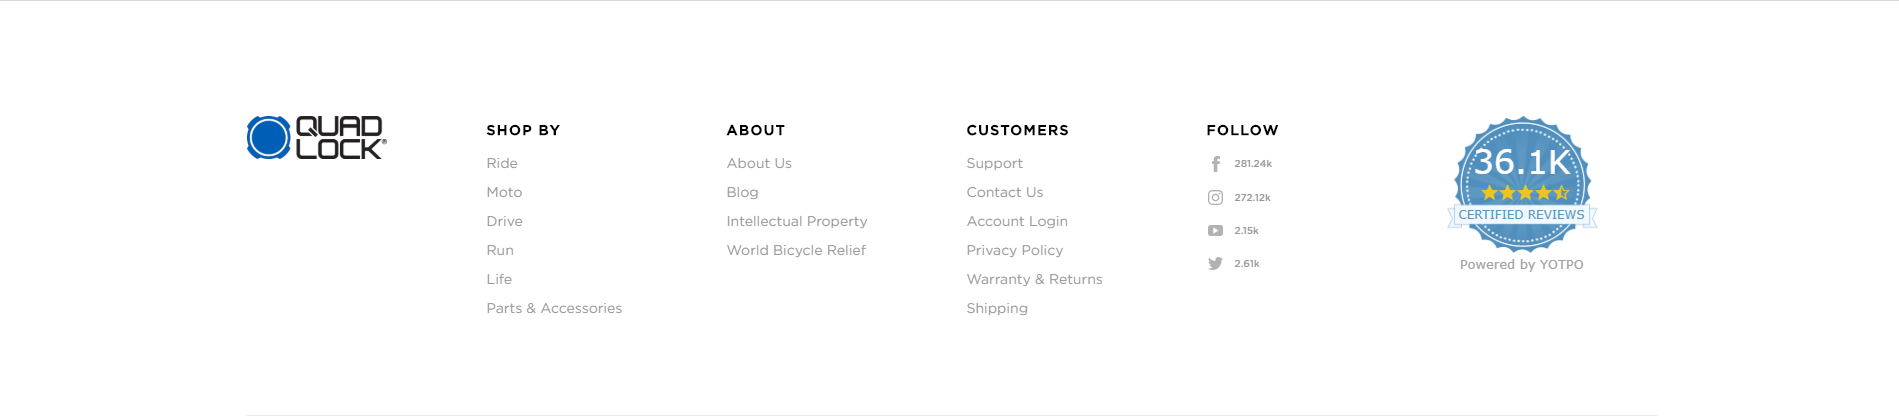 QUAD
LOCK®
SHOP BY
Ride
Moto
Drive
Run
Life
Parts & Accessories
ABOUT
About Us
Blog
Intellectual Property
World Bicycle Relief
CUSTOMERS
Support
Contact Us
Account Login
Privacy Policy
Warranty & Returns
Shipping
FOLLOW
281.24k
272.12k
2.15k
2.61k
36.1K
CERTIFIED REVIEWS
Powered by YOTPO